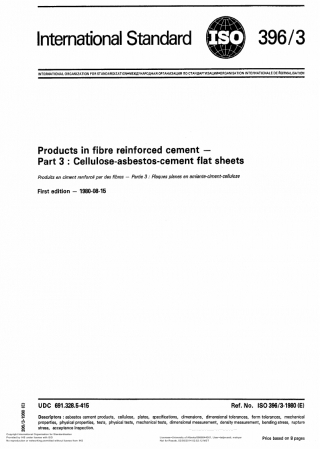 International Standard ISO 396/3
INTERNATIONAL ORGANIZATION FOR STANDARDIZATION•МЕЖДУНАРОДНАЯ ОРГАНИЗАЦИЯ ПО СТАНДАРТИЗАЦИИ•ORGANISATION INTERNATIONALE DE NORMALISATION
Products in fibre reinforced cement —
Part 3 : Cellulose-asbestos-cement flat sheets
Produits en ciment renforcé par des fibres — Partie 3 : Plaques planes en amiante-ciment-cellulose
First edition — 1980-08-15
396/3-1980 (E)
UDC 691.328.5-415 Ref. No. ISO 396/3-1980 (E)
Descriptors : asbestos cement products, cellulose, plates, specifications, dimensions, dimensional tolerances, form tolerances, mechanical
properties, physical properties, tests, physical tests, mechanical tests, dimensional measurement, density measurement, bending stress, rupture
stress, acceptance inspection.
Price based on 9 pages